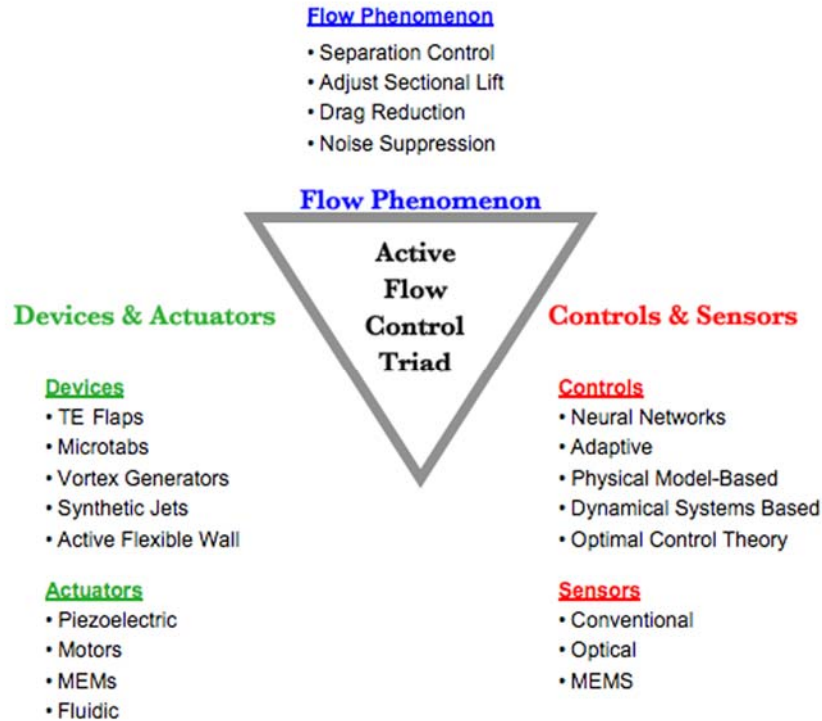 Flow Phenomenon
• Separation Control
• Adjust Sectional Lift
• Drag Reduction
• Noise Suppression
Flow Phenomenon
Active
Flow
Control
Triad
Devices & Actuators
Devices
• TE Flaps
• Microtabs
• Vortex Generators
• Synthetic Jets
• Active Flexible Wall
Actuators
• Piezoelectric
• Motors
• MEMs
• Fluidic
Controls & Sensors
Controls
• Neural Networks
• Adaptive
• Physical Model-Based
• Dynamical Systems Based
• Optimal Control Theory
Sensors
• Conventional
• Optical
• MEMS